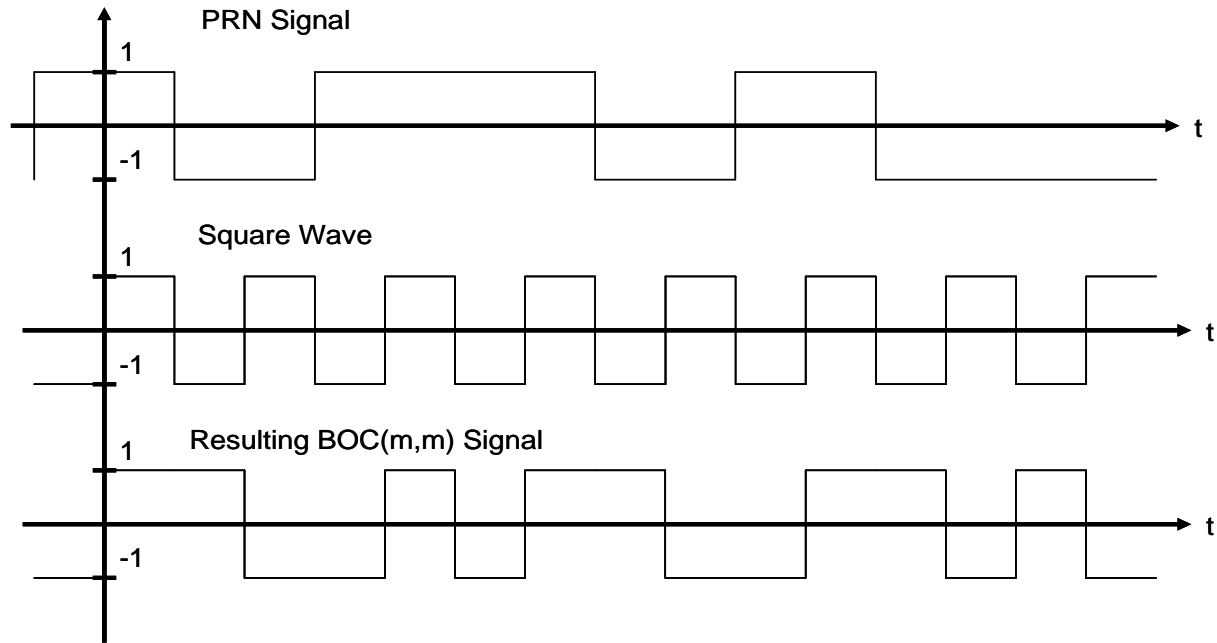 PRN Signal
1
t
-1
Square Wave
1
t
-1
Resulting BOC(m,m) Signal
1
t
-1